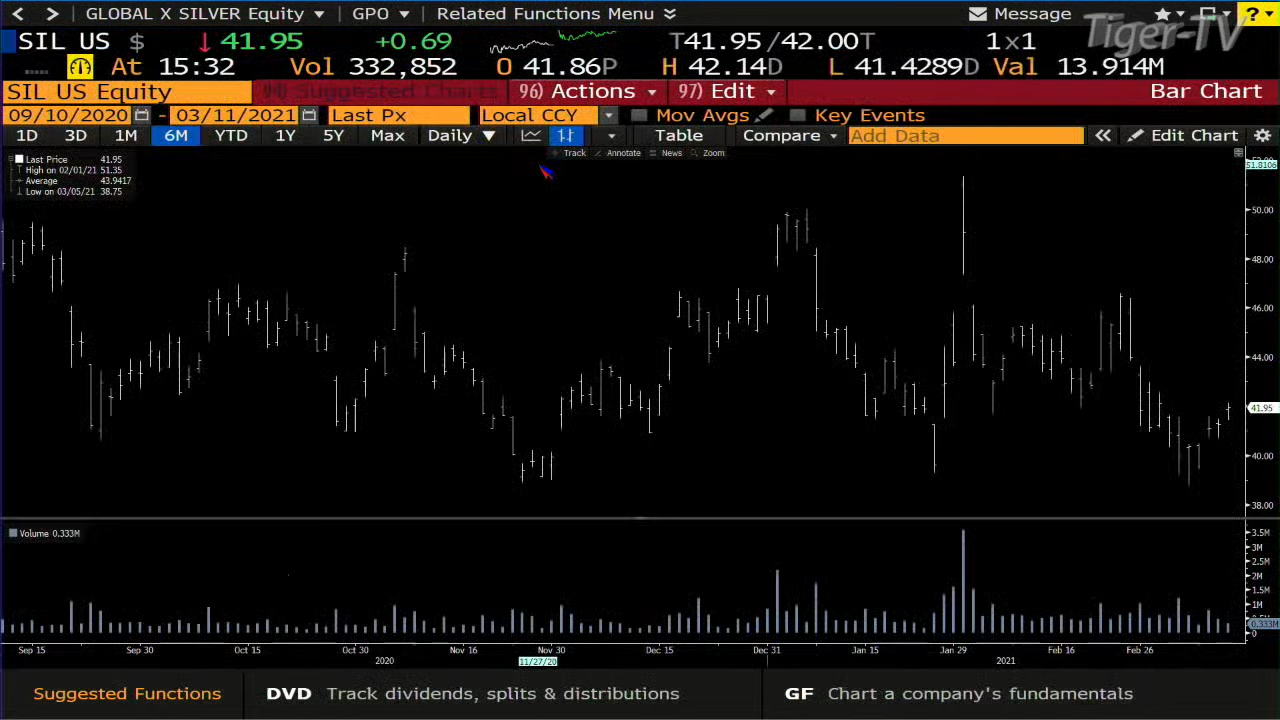 GLOBAL X SILVER Equity GPO Related Functions Menu Message ?
Tiger-TV
SIL US $ ↓ 41.95 +0.69 T41.95/42.00T 1x1
At 15:32 Vol 332,852 O 41.86P H 42.14D L 41.4289D Val 13.914M
SIL US Equity Suggested Charts 96) Actions 97) Edit Bar Chart
09/10/2020 - 03/11/2021 Last Px Local CCY Mov Avgs Key Events
1D 3D 1M 6M YTD 1Y 5Y Max Daily ▼ Table Compare Add Data « Edit Chart
Track Annotate News Zoom
Last Price 41.95
High on 02/01/21 51.35
Average 43.9417
Low on 03/05/21 38.75
51.8106
50.00
48.00
46.00
44.00
41.95
40.00
38.00
Volume 0.333M
3.5M
3M
2.5M
2M
1.5M
1M
0.333M
0
Sep 15 Sep 30 Oct 15 Oct 30 Nov 16 Nov 30 Dec 15 Dec 31 Jan 15 Jan 29 Feb 16 Feb 26
2020 11/27/20 2021
Suggested Functions DVD Track dividends, splits & distributions GF Chart a company's fundamentals